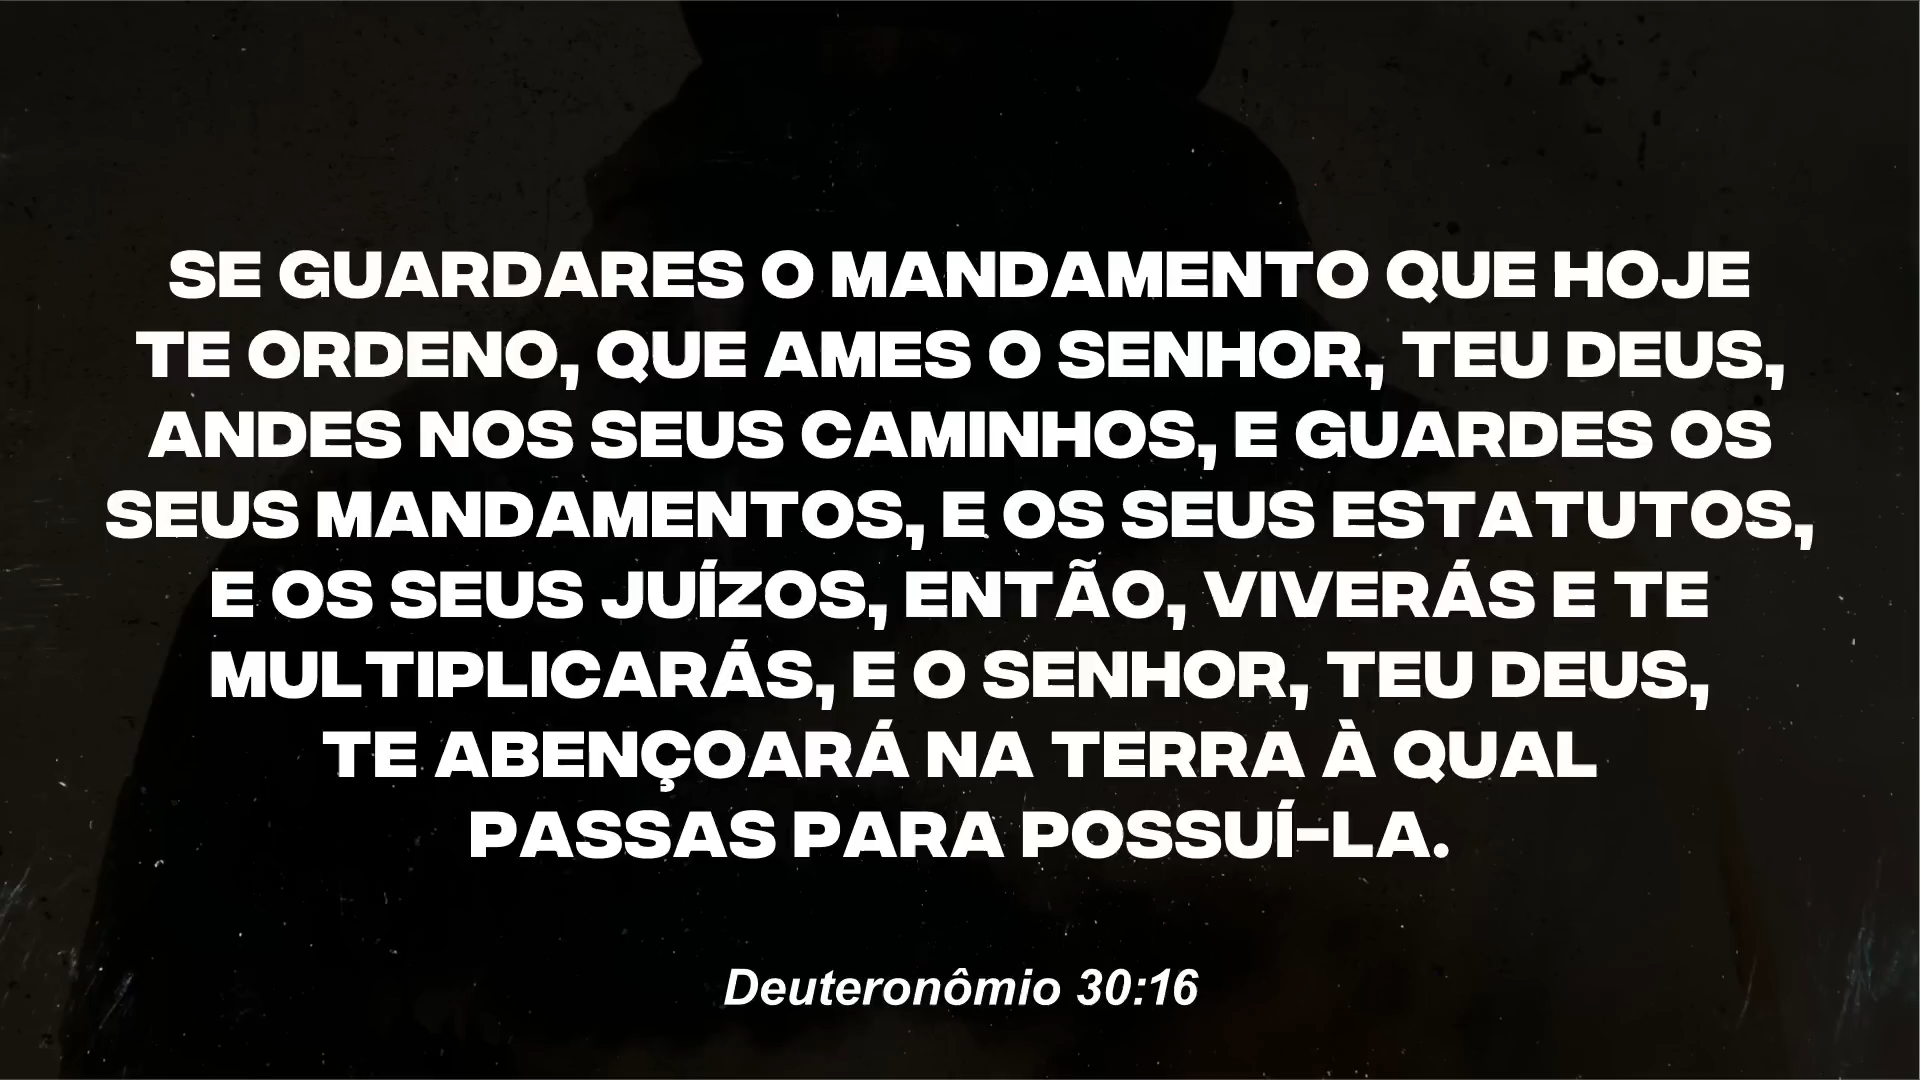 SE GUARDARES O MANDAMENTO QUE HOJE
TE ORDENO, QUE AMES O SENHOR, TEU DEUS,
ANDES NOS SEUS CAMINHOS, E GUARDES OS
SEUS MANDAMENTOS, E OS SEUS ESTATUTOS,
E OS SEUS JUÍZOS, ENTÃO, VIVERÁS E TE
MULTIPLICARÁS, E O SENHOR, TEU DEUS,
TE ABENÇOARÁ NA TERRA À QUAL
PASSAS PARA POSSUÍ-LA.
Deuteronômio 30:16